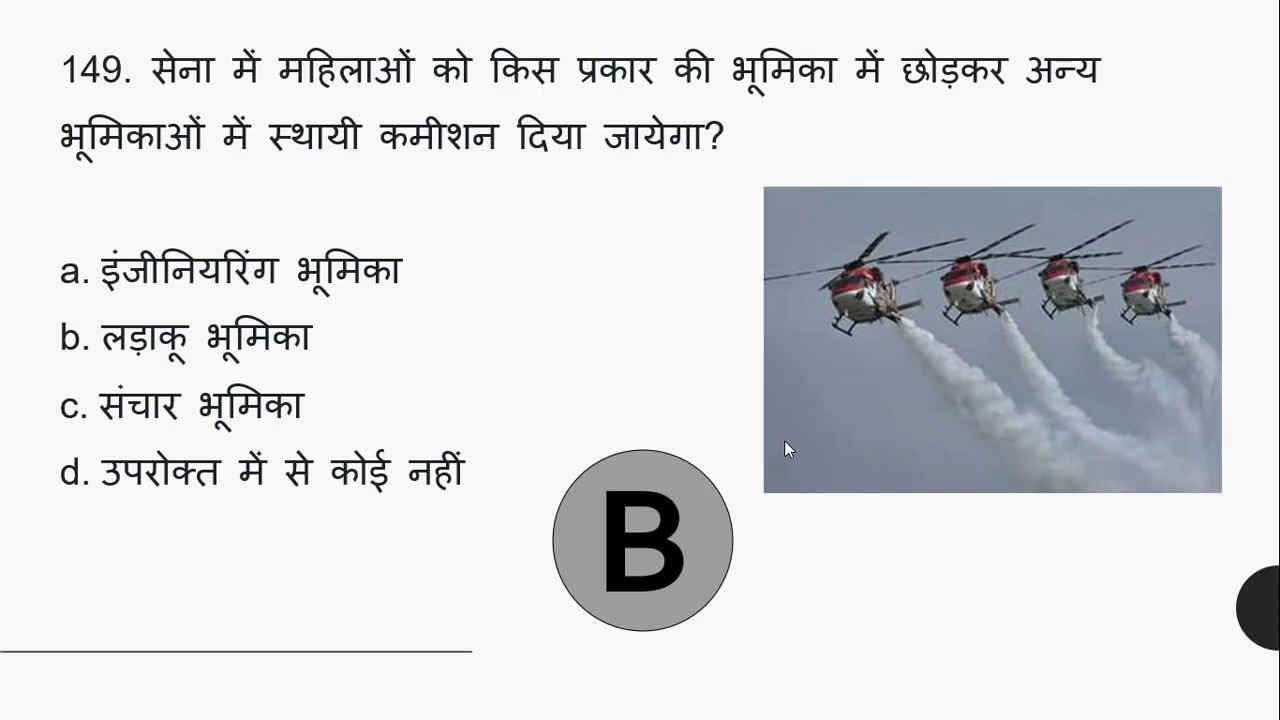 149. सेना में महिलाओं को किस प्रकार की भूमिका में छोड़कर अन्य
भूमिकाओं में स्थायी कमीशन दिया जायेगा?
a. इंजीनियरिंग भूमिका
b. लड़ाकू भूमिका
c. संचार भूमिका
d. उपरोक्त में से कोई नहीं
B